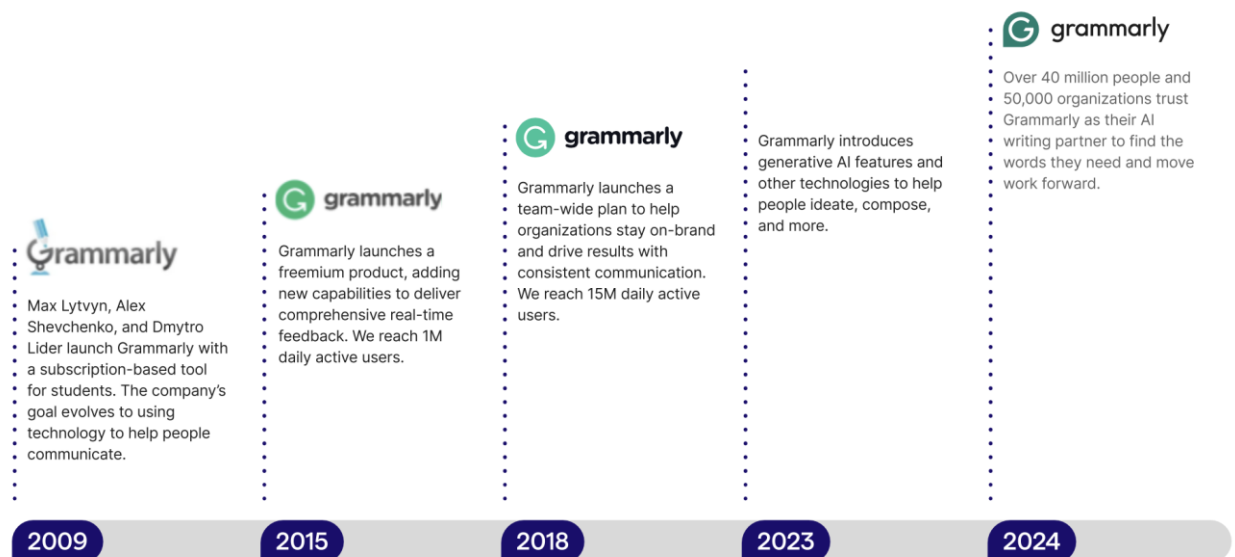 Grammarly
Max Lytvyn, Alex
Shevchenko, and Dmytro
Lider launch Grammarly with
a subscription-based tool
for students. The company’s
goal evolves to using
technology to help people
communicate.
2009
grammarly
Grammarly launches a
freemium product, adding
new capabilities to deliver
comprehensive real-time
feedback. We reach 1M
daily active users.
2015
grammarly
Grammarly launches a
team-wide plan to help
organizations stay on-brand
and drive results with
consistent communication.
We reach 15M daily active
users.
2018
Grammarly introduces
generative AI features and
other technologies to help
people ideate, compose,
and more.
2023
grammarly
Over 40 million people and
50,000 organizations trust
Grammarly as their AI
writing partner to find the
words they need and move
work forward.
2024